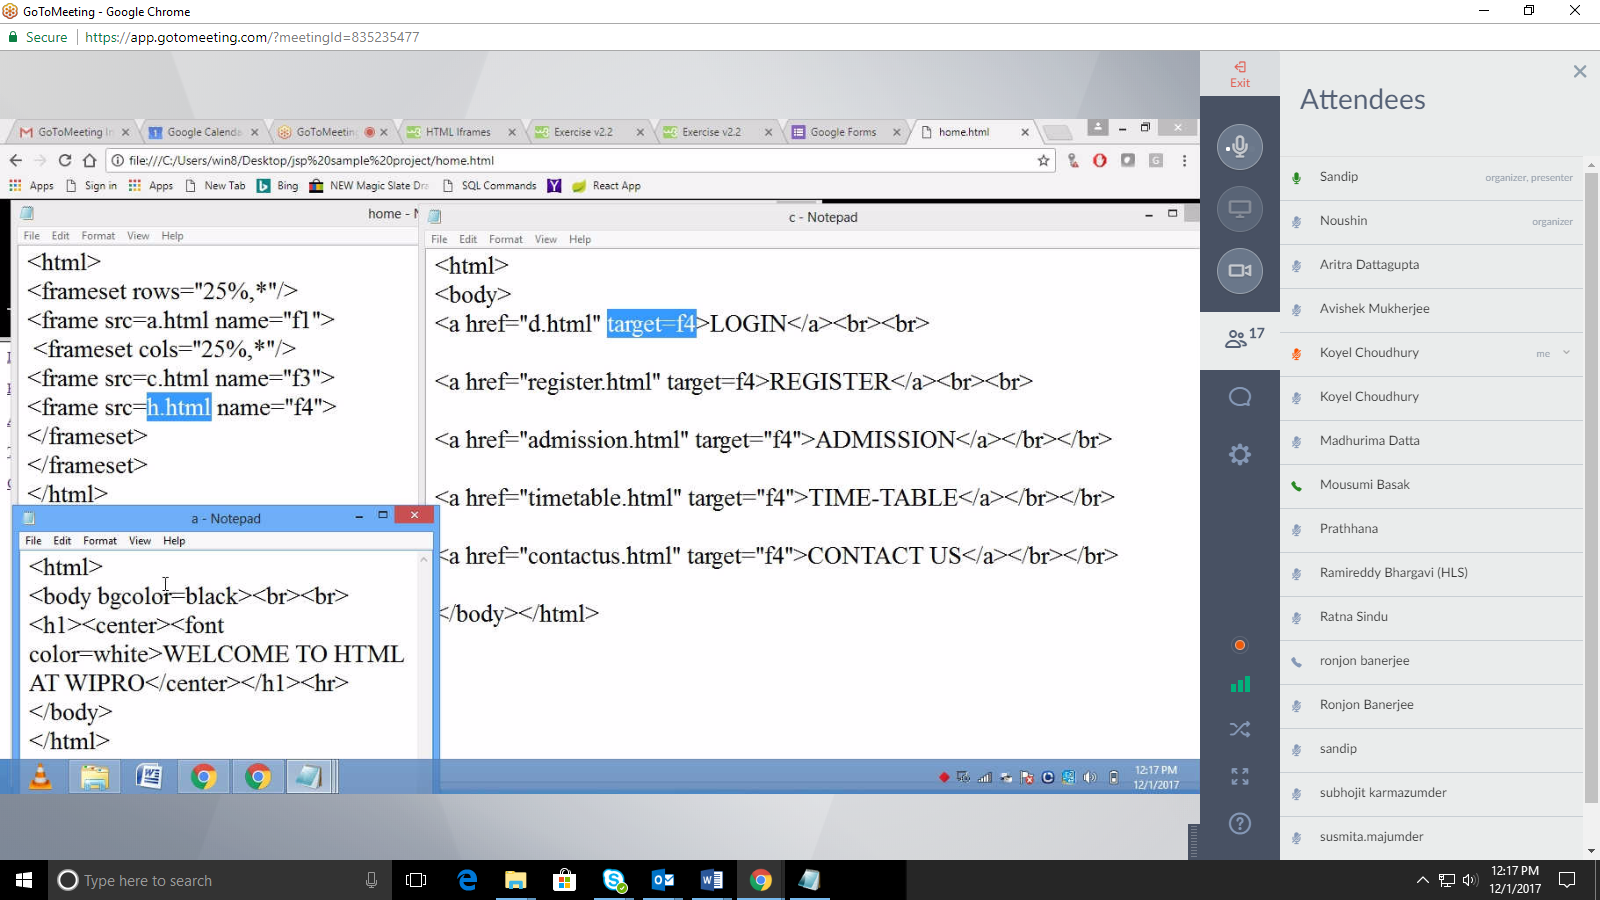 GoToMeeting - Google Chrome
Secure https://app.gotomeeting.com/?meetingId=835235477
GoToMeeting In
Google Calenda
GoToMeeting
HTML Iframes
Exercise v2.2
Exercise v2.2
Google Forms
home.html
file:///C:/Users/win8/Desktop/jsp%20sample%20project/home.html
Apps
Sign in
Apps
New Tab
Bing
NEW Magic Slate Dra
SQL Commands
React App
home - N
File Edit Format View Help
<html>
<frameset rows="25%,*"/>
<frame src=a.html name="f1">
<frameset cols="25%,*"/>
<frame src=c.html name="f3">
<frame src=h.html name="f4">
</frameset>
</frameset>
</html>
c - Notepad
File Edit Format View Help
<html>
<body>
<a href="d.html" target=f4>LOGIN</a><br><br>
<a href="register.html" target=f4>REGISTER</a><br><br>
<a href="admission.html" target="f4">ADMISSION</a></br></br>
<a href="timetable.html" target="f4">TIME-TABLE</a></br></br>
<a href="contactus.html" target="f4">CONTACT US</a></br></br>
</body></html>
a - Notepad
File Edit Format View Help
<html>
<body bgcolor=black><br><br>
<h1><center><font
color=white>WELCOME TO HTML
AT WIPRO</center></h1><hr>
</body>
</html>
12:17 PM
12/1/2017
Exit
17
Attendees
Sandip organizer, presenter
Noushin organizer
Aritra Dattagupta
Avishek Mukherjee
Koyel Choudhury me
Koyel Choudhury
Madhurima Datta
Mousumi Basak
Prathhana
Ramireddy Bhargavi (HLS)
Ratna Sindu
ronjon banerjee
Ronjon Banerjee
sandip
subhojit karmazumder
susmita.majumder
Type here to search
12:17 PM
12/1/2017